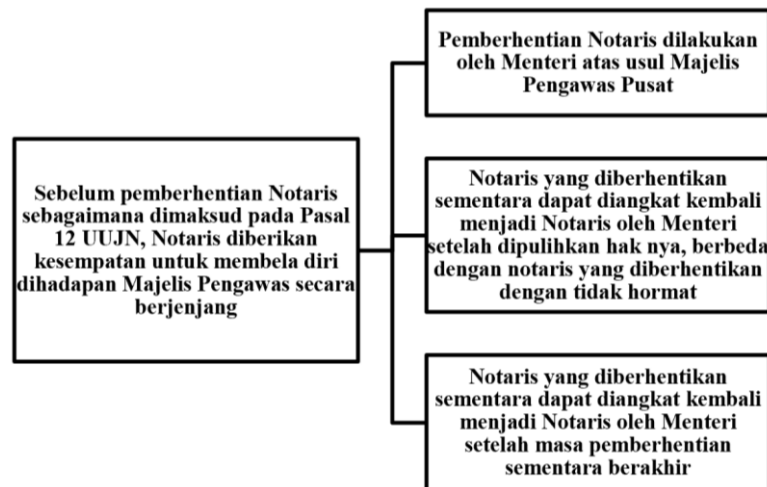 Sebelum pemberhentian Notaris
sebagaimana dimaksud pada Pasal
12 UUJN, Notaris diberikan
kesempatan untuk membela diri
dihadapan Majelis Pengawas secara
berjenjang
Pemberhentian Notaris dilakukan
oleh Menteri atas usul Majelis
Pengawas Pusat
Notaris yang diberhentikan
sementara dapat diangkat kembali
menjadi Notaris oleh Menteri
setelah dipulihkan hak nya, berbeda
dengan notaris yang diberhentikan
dengan tidak hormat
Notaris yang diberhentikan
sementara dapat diangkat kembali
menjadi Notaris oleh Menteri
setelah masa pemberhentian
sementara berakhir